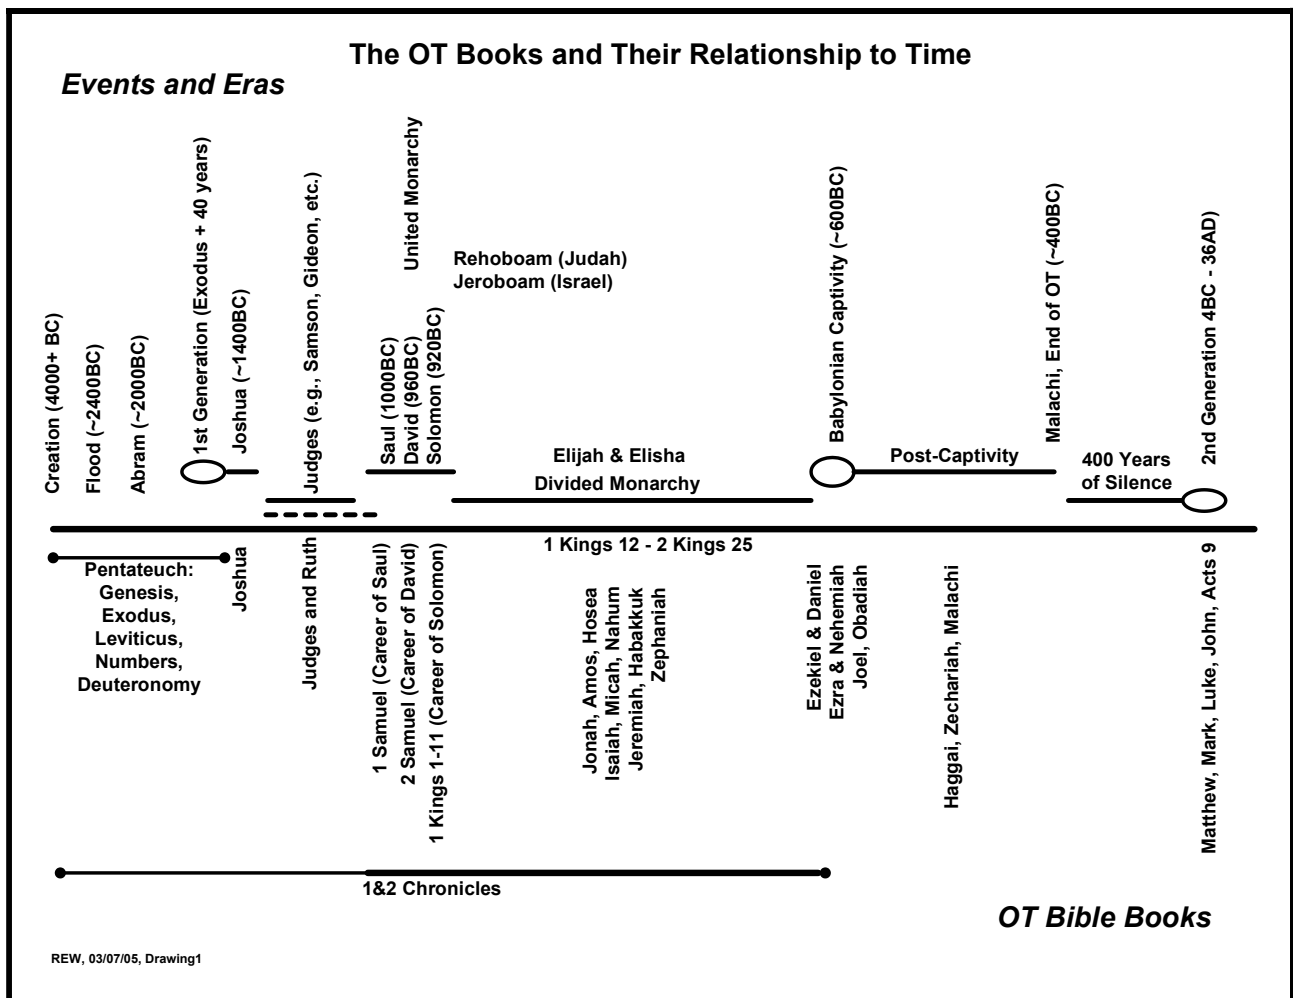 The OT Books and Their Relationship to Time
Events and Eras
Creation (4000+ BC)
Flood (~2400BC)
Abram (~2000BC)
1st Generation (Exodus + 40 years)
Joshua (~1400BC)
Judges (e.g., Samson, Gideon, etc.)
United Monarchy
Saul (1000BC)
David (960BC)
Solomon (920BC)
Rehoboam (Judah)
Jeroboam (Israel)
Elijah & Elisha
Divided Monarchy
Babylonian Captivity (~600BC)
Post-Captivity
Malachi, End of OT (~400BC)
400 Years
of Silence
2nd Generation 4BC - 36AD)
1 Kings 12 - 2 Kings 25
Pentateuch:
Genesis,
Exodus,
Leviticus,
Numbers,
Deuteronomy
Joshua
Judges and Ruth
1 Samuel (Career of Saul)
2 Samuel (Career of David)
1 Kings 1-11 (Career of Solomon)
Jonah, Amos, Hosea
Isaiah, Micah, Nahum
Jeremiah, Habakkuk
Zephaniah
Ezekiel & Daniel
Ezra & Nehemiah
Joel, Obadiah
Haggai, Zechariah, Malachi
Matthew, Mark, Luke, John, Acts 9
1&2 Chronicles
OT Bible Books
REW, 03/07/05, Drawing1